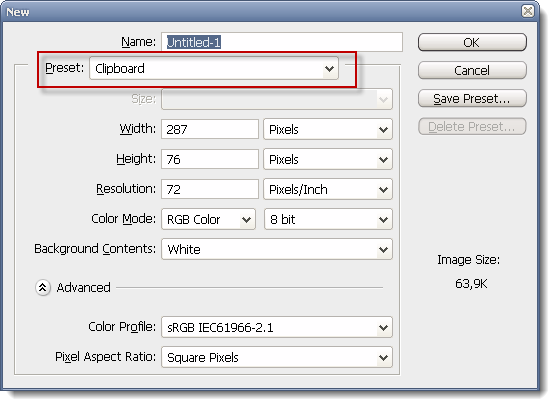 New
Name: Untitled-1
OK
Preset: Clipboard
Cancel
Size:
Save Preset...
Width: 287 Pixels
Delete Preset...
Height: 76 Pixels
Resolution: 72 Pixels/Inch
Color Mode: RGB Color 8 bit
Background Contents: White
Image Size:
63,9K
Advanced
Color Profile: sRGB IEC61966-2.1
Pixel Aspect Ratio: Square Pixels